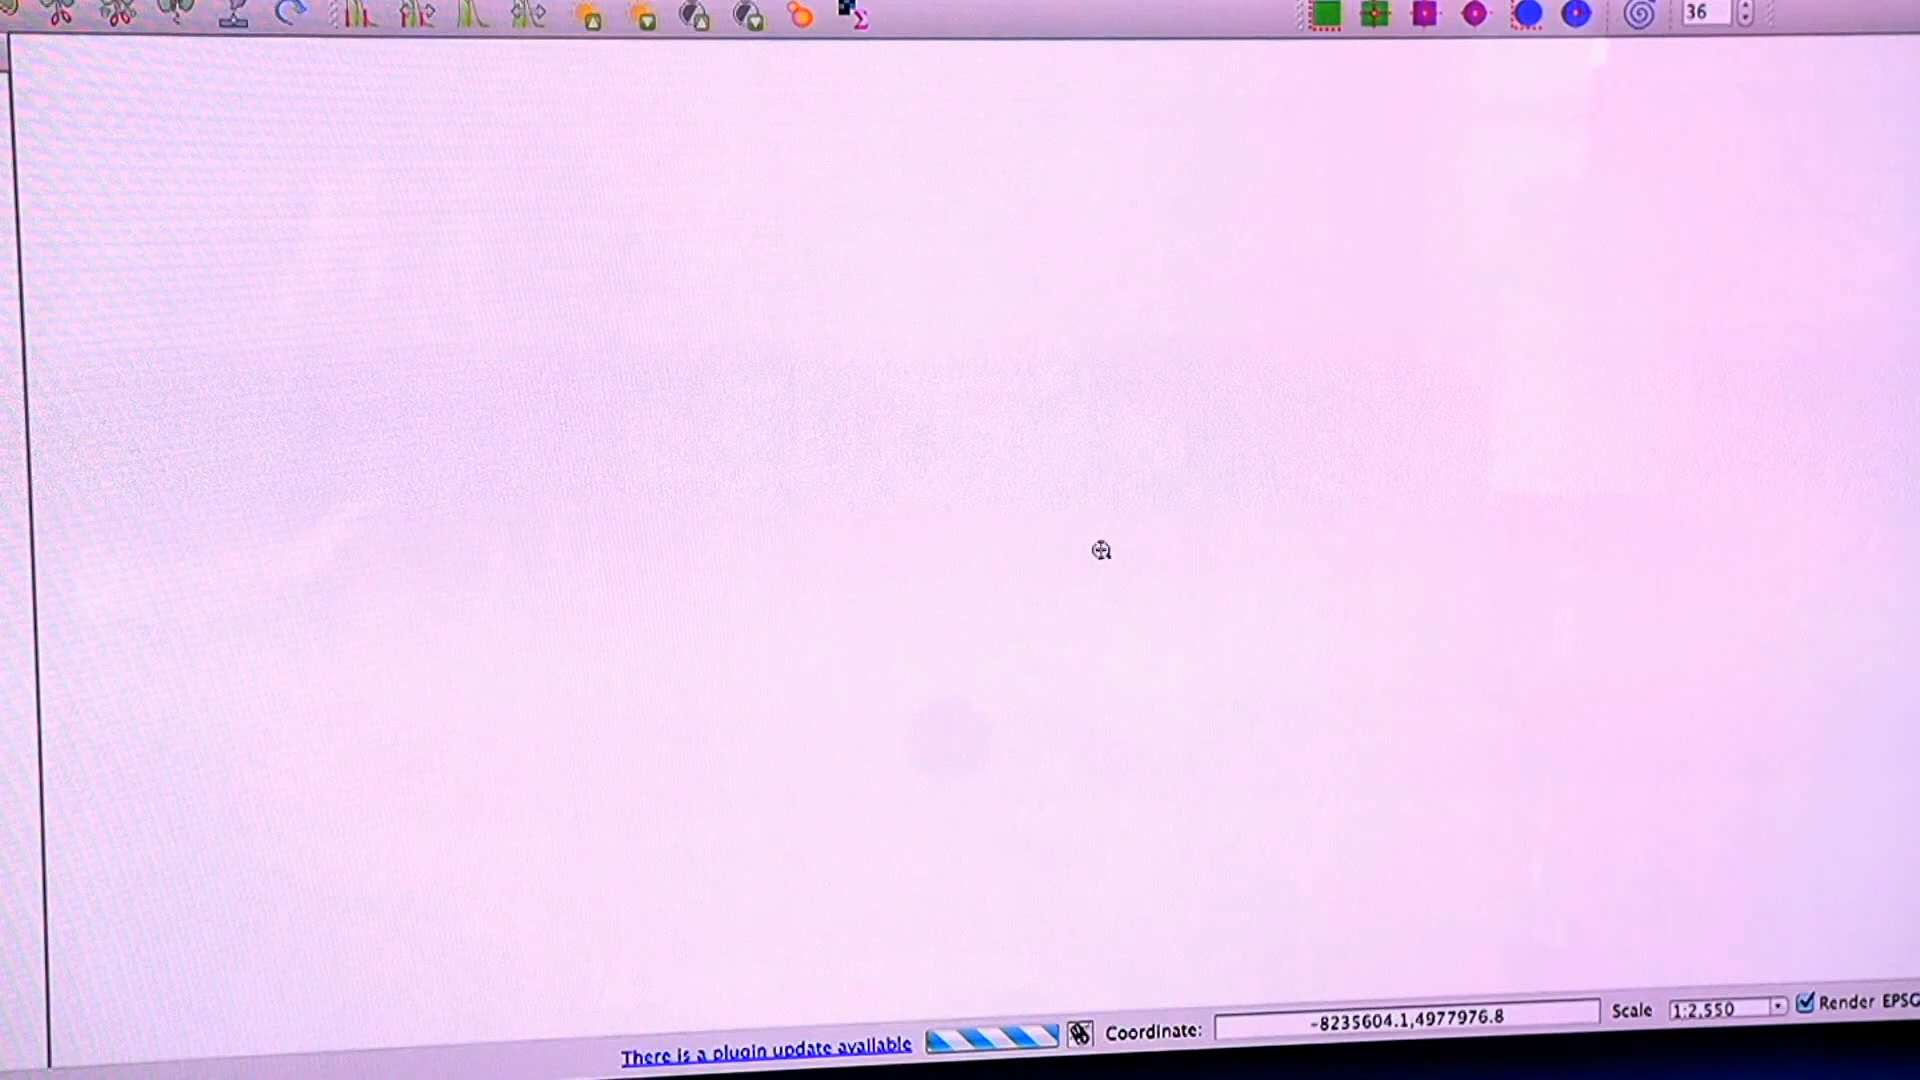 36
There is a plugin update available
Coordinate:
-8235604.1,4977976.8
Scale
1:2,550
Render
EPSG